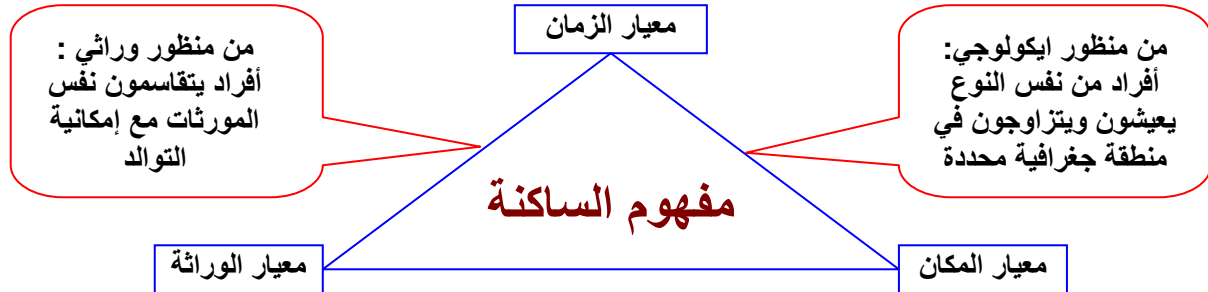 معيار الزمان
من منظور ايكولوجي:
أفراد من نفس النوع
يعيشون ويتزاوجون في
منطقة جغرافية محددة
من منظور وراثي :
أفراد يتقاسمون نفس
المورثات مع إمكانية
التوالد
مفهوم الساكنة
معيار المكان
معيار الوراثة